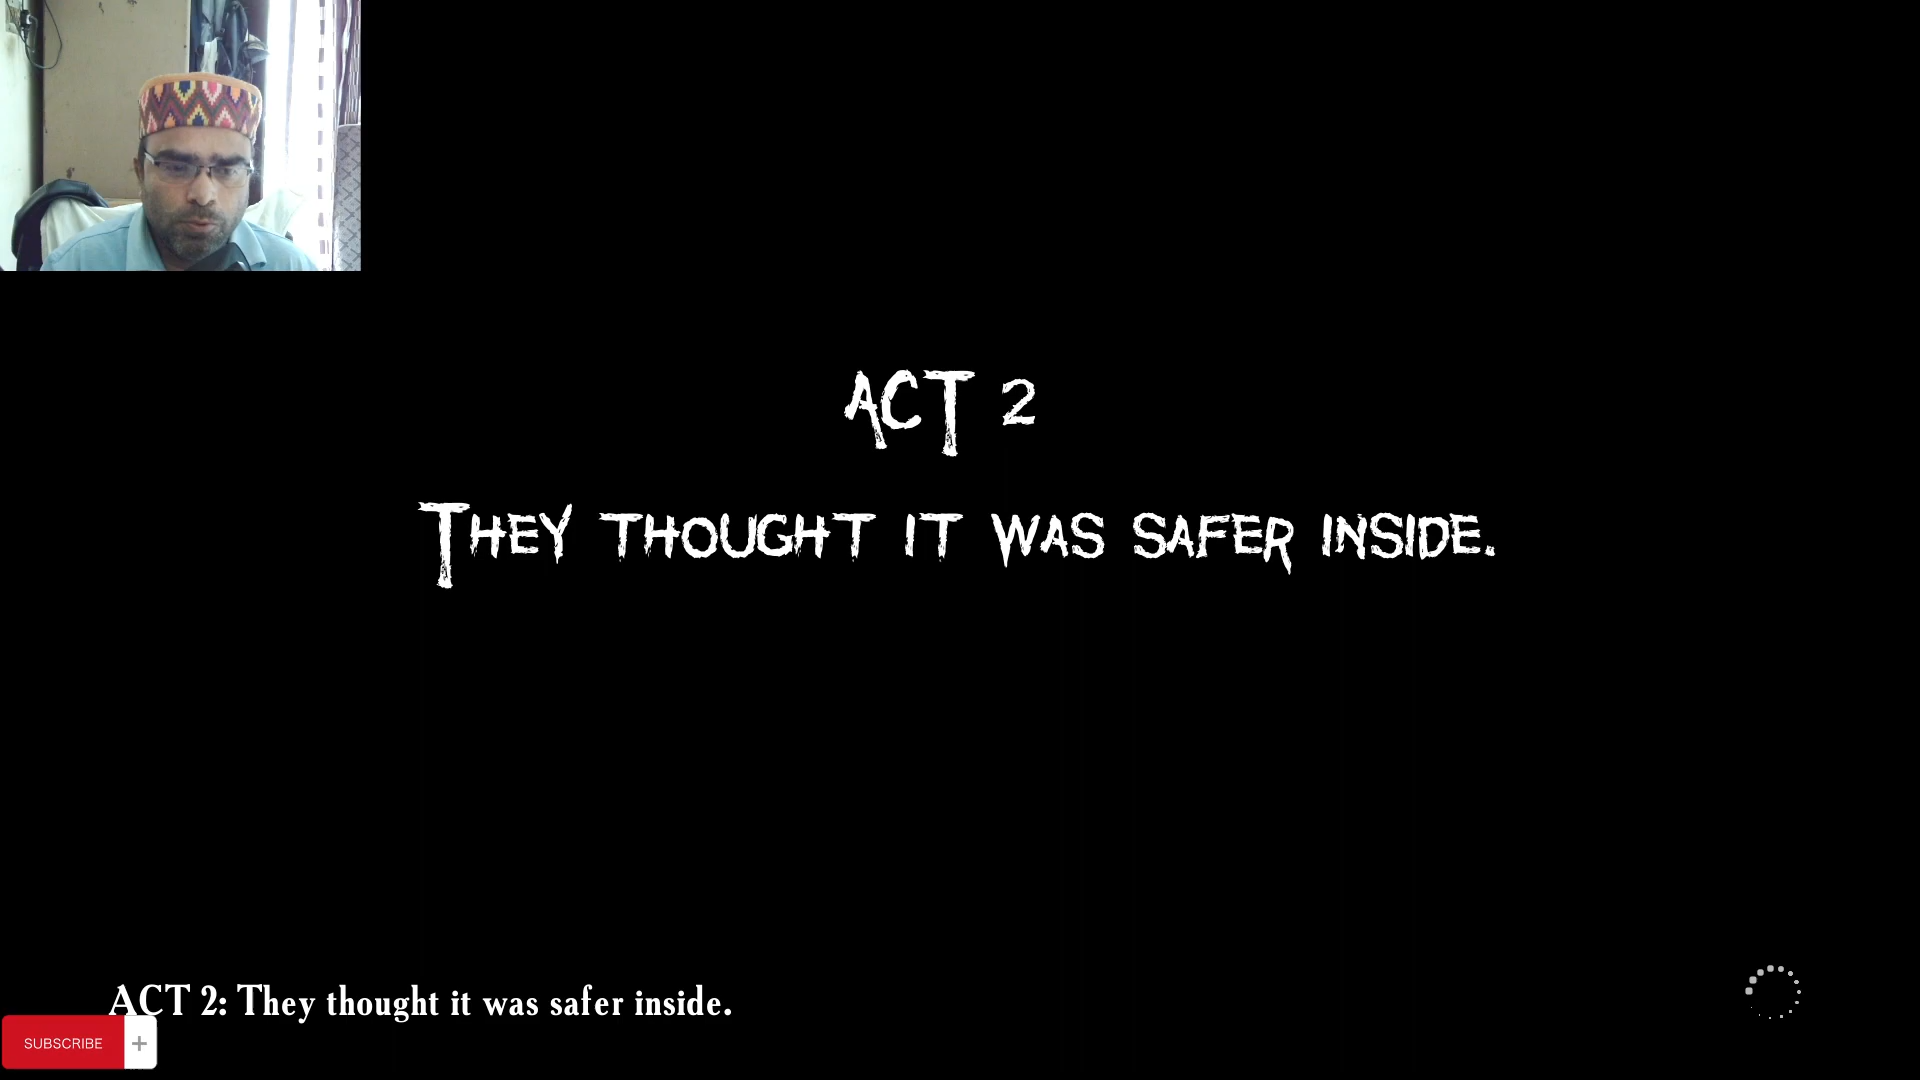 ACT 2
THEY THOUGHT IT WAS SAFER INSIDE.
ACT 2: They thought it was safer inside.
SUBSCRIBE +